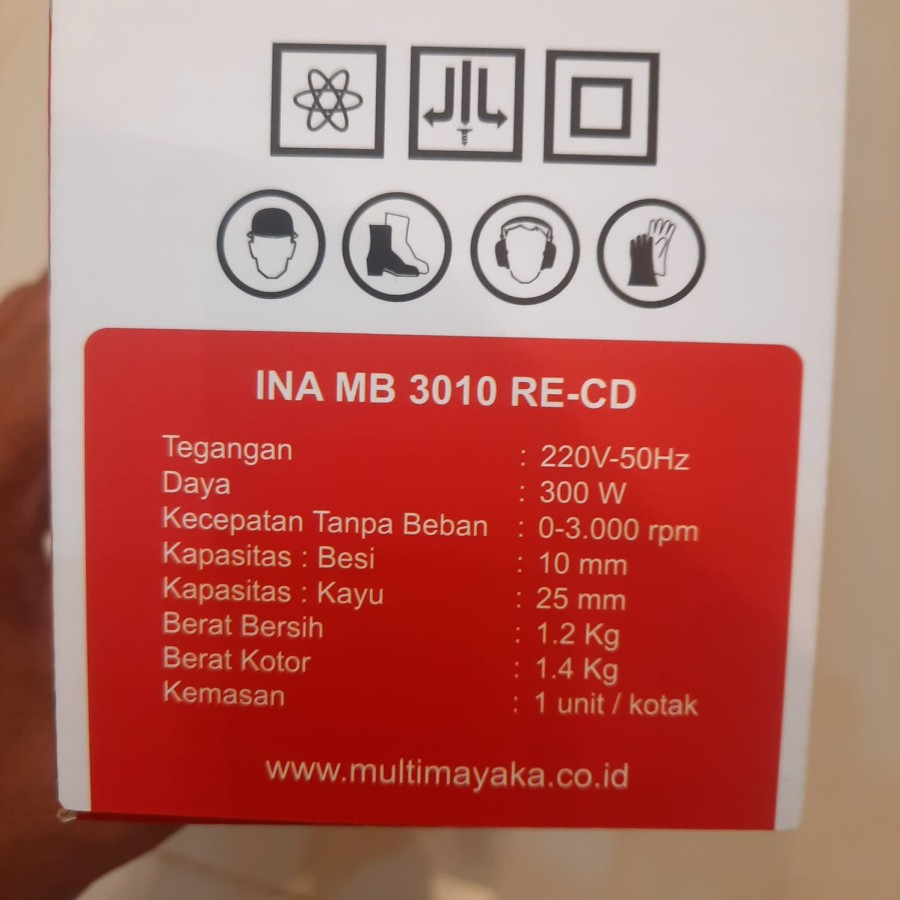 INA MB 3010 RE-CD
Tegangan : 220V-50Hz
Daya : 300 W
Kecepatan Tanpa Beban : 0-3.000 rpm
Kapasitas : Besi : 10 mm
Kapasitas : Kayu : 25 mm
Berat Bersih : 1.2 Kg
Berat Kotor : 1.4 Kg
Kemasan : 1 unit / kotak
www.multimayaka.co.id